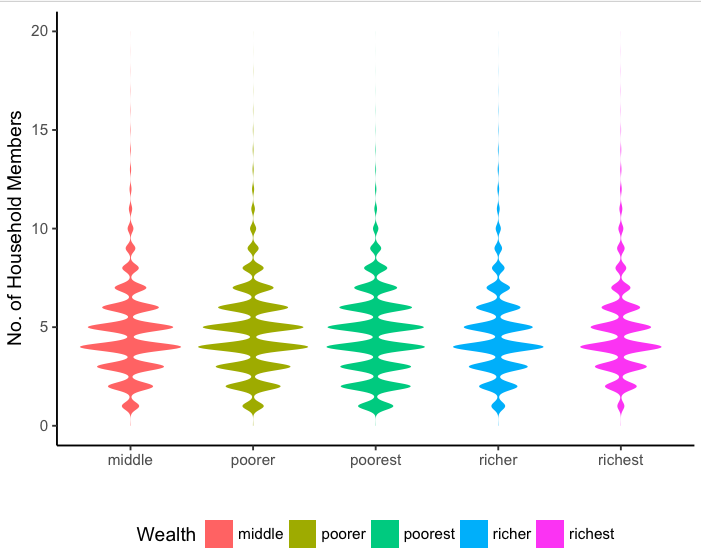 No. of Household Members
20
15
10
5
0
middle poorer poorest richer richest
Wealth middle poorer poorest richer richest